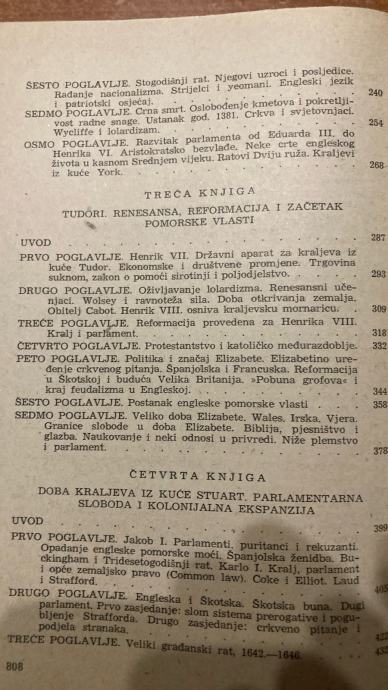 ŠESTO POGLAVLJE. Stogodišnji rat. Njegovi uzroci i posljedice.
Rađanje nacionalizma. Strijelci i yeomani. Engleski jezik
i patriotski osjećaj. 240
SEDMO POGLAVLJE. Crna smrt. Oslobođenje kmetova i pokretlji-
vost radne snage. Ustanak god. 1381. Crkva i svjetovnjaci.
Wycliffe i lolardizam. 254
OSMO POGLAVLJE. Razvitak parlamenta od Eduarda III. do
Henrika VI. Aristokratsko bezvlađe. Neke crte engleskog
života u kasnom Srednjem vijeku. Ratovi Dviju ruža. Kraljevi
iz kuće York. 268
TREĆA KNJIGA
TUDORI. RENESANSA, REFORMACIJA I ZAČETAK
POMORSKE VLASTI
UVOD 287
PRVO POGLAVLJE. Henrik VII. Državni aparat za kraljeva iz
kuće Tudor. Ekonomske i društvene promjene. Trgovina
suknom, zakon o pomoći sirotinji i poljodjelstvo. 293
DRUGO POGLAVLJE. Oživljavanje lolardizma. Renesansni uče-
njaci. Wolsey i ravnoteža sila. Doba otkrivanja zemalja.
Obitelj Cabot. Henrik VIII. osniva kraljevsku mornaricu. 309
TREĆE POGLAVLJE. Reformacija provedena za Henrika VIII.
Kralj i parlament. 318
ČETVRTO POGLAVLJE. Protestantstvo i katoličko međurazdoblje. 332
PETO POGLAVLJE. Politika i značaj Elizabete. Elizabetino ure-
đenje crkvenog pitanja. Španjolska i Francuska. Reformacija
u Škotskoj i buduća Velika Britanija. »Pobuna grofova« i
kraj feudalizma u Engleskoj. 344
ŠESTO POGLAVLJE. Postanak engleske pomorske vlasti 358
SEDMO POGLAVLJE. Veliko doba Elizabete. Wales. Irska. Vjera.
Granice slobode u doba Elizabete. Biblija, pjesništvo i
glazba. Naukovanje i neki odnosi u privredi. Niže plemstvo
i parlament. 378
ČETVRTA KNJIGA
DOBA KRALJEVA IZ KUĆE STUART. PARLAMENTARNA
SLOBODA I KOLONIJALNA EKSPANZIJA
UVOD 399
PRVO POGLAVLJE. Jakob I. Parlamenti, puritanci i rekuzanti.
Opadanje engleske pomorske moći. Španjolska ženidba. Bu-
ckingham i Tridesetogodišnji rat. Karlo I. Kralj, parlament
i opće zemaljsko pravo (Common law). Coke i Elliot. Laud
i Strafford. 405
DRUGO POGLAVLJE. Engleska i Škotska. Škotska buna. Dugi
parlament. Prvo zasjedanje: slom sistema prerogative i pogu-
bljenje Strafforda. Drugo zasjedanje: crkveno pitanje i
podjela stranaka. 422
TREĆE POGLAVLJE. Veliki građanski rat, 1642.—1646. 432
808